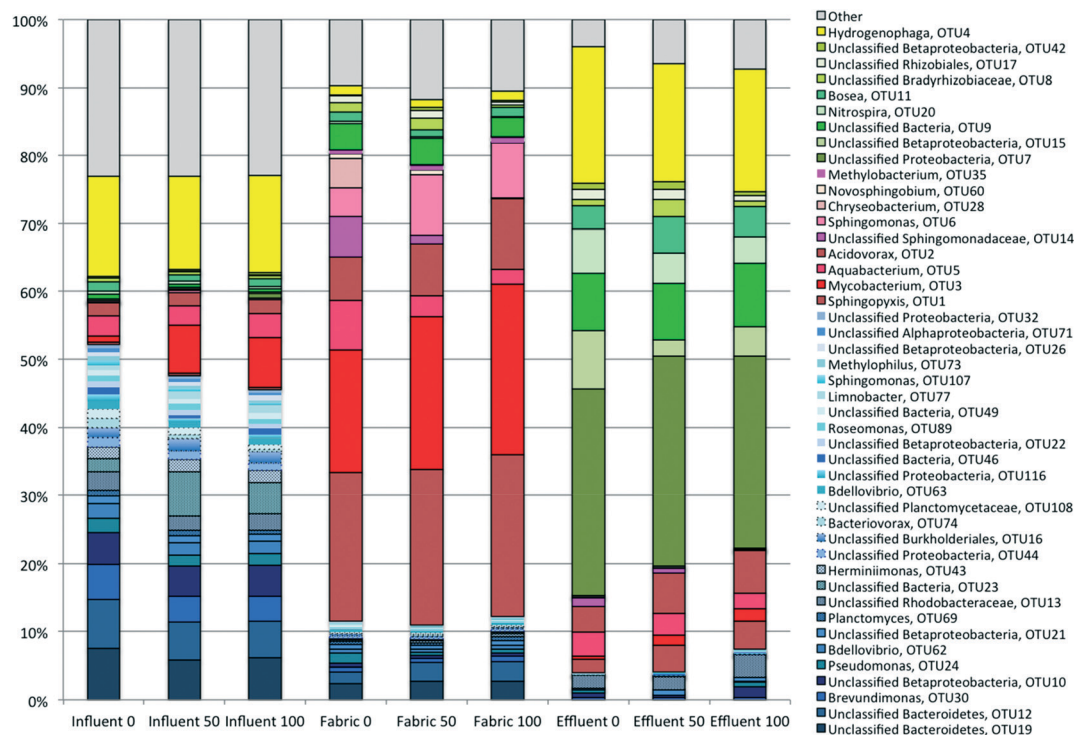 100%
90%
80%
70%
60%
50%
40%
30%
20%
10%
0%
Influent 0
Influent 50
Influent 100
Fabric 0
Fabric 50
Fabric 100
Effluent 0
Effluent 50
Effluent 100
Other
Hydrogenophaga, OTU4
Unclassified Betaproteobacteria, OTU42
Unclassified Rhizobiales, OTU17
Unclassified Bradyrhizobiaceae, OTU8
Bosea, OTU11
Nitrospira, OTU20
Unclassified Bacteria, OTU9
Unclassified Betaproteobacteria, OTU15
Unclassified Proteobacteria, OTU7
Methylobacterium, OTU35
Novosphingobium, OTU60
Chryseobacterium, OTU28
Sphingomonas, OTU6
Unclassified Sphingomonadaceae, OTU14
Acidovorax, OTU2
Aquabacterium, OTU5
Mycobacterium, OTU3
Sphingopyxis, OTU1
Unclassified Proteobacteria, OTU32
Unclassified Alphaproteobacteria, OTU71
Unclassified Betaproteobacteria, OTU26
Methylophilus, OTU73
Sphingomonas, OTU107
Limnobacter, OTU77
Unclassified Bacteria, OTU49
Roseomonas, OTU89
Unclassified Betaproteobacteria, OTU22
Unclassified Bacteria, OTU46
Unclassified Proteobacteria, OTU116
Bdellovibrio, OTU63
Unclassified Planctomycetaceae, OTU108
Bacteriovorax, OTU74
Unclassified Burkholderiales, OTU16
Unclassified Proteobacteria, OTU44
Herminiimonas, OTU43
Unclassified Bacteria, OTU23
Unclassified Rhodobacteraceae, OTU13
Planctomyces, OTU69
Unclassified Betaproteobacteria, OTU21
Bdellovibrio, OTU62
Pseudomonas, OTU24
Unclassified Betaproteobacteria, OTU10
Brevundimonas, OTU30
Unclassified Bacteroidetes, OTU12
Unclassified Bacteroidetes, OTU19